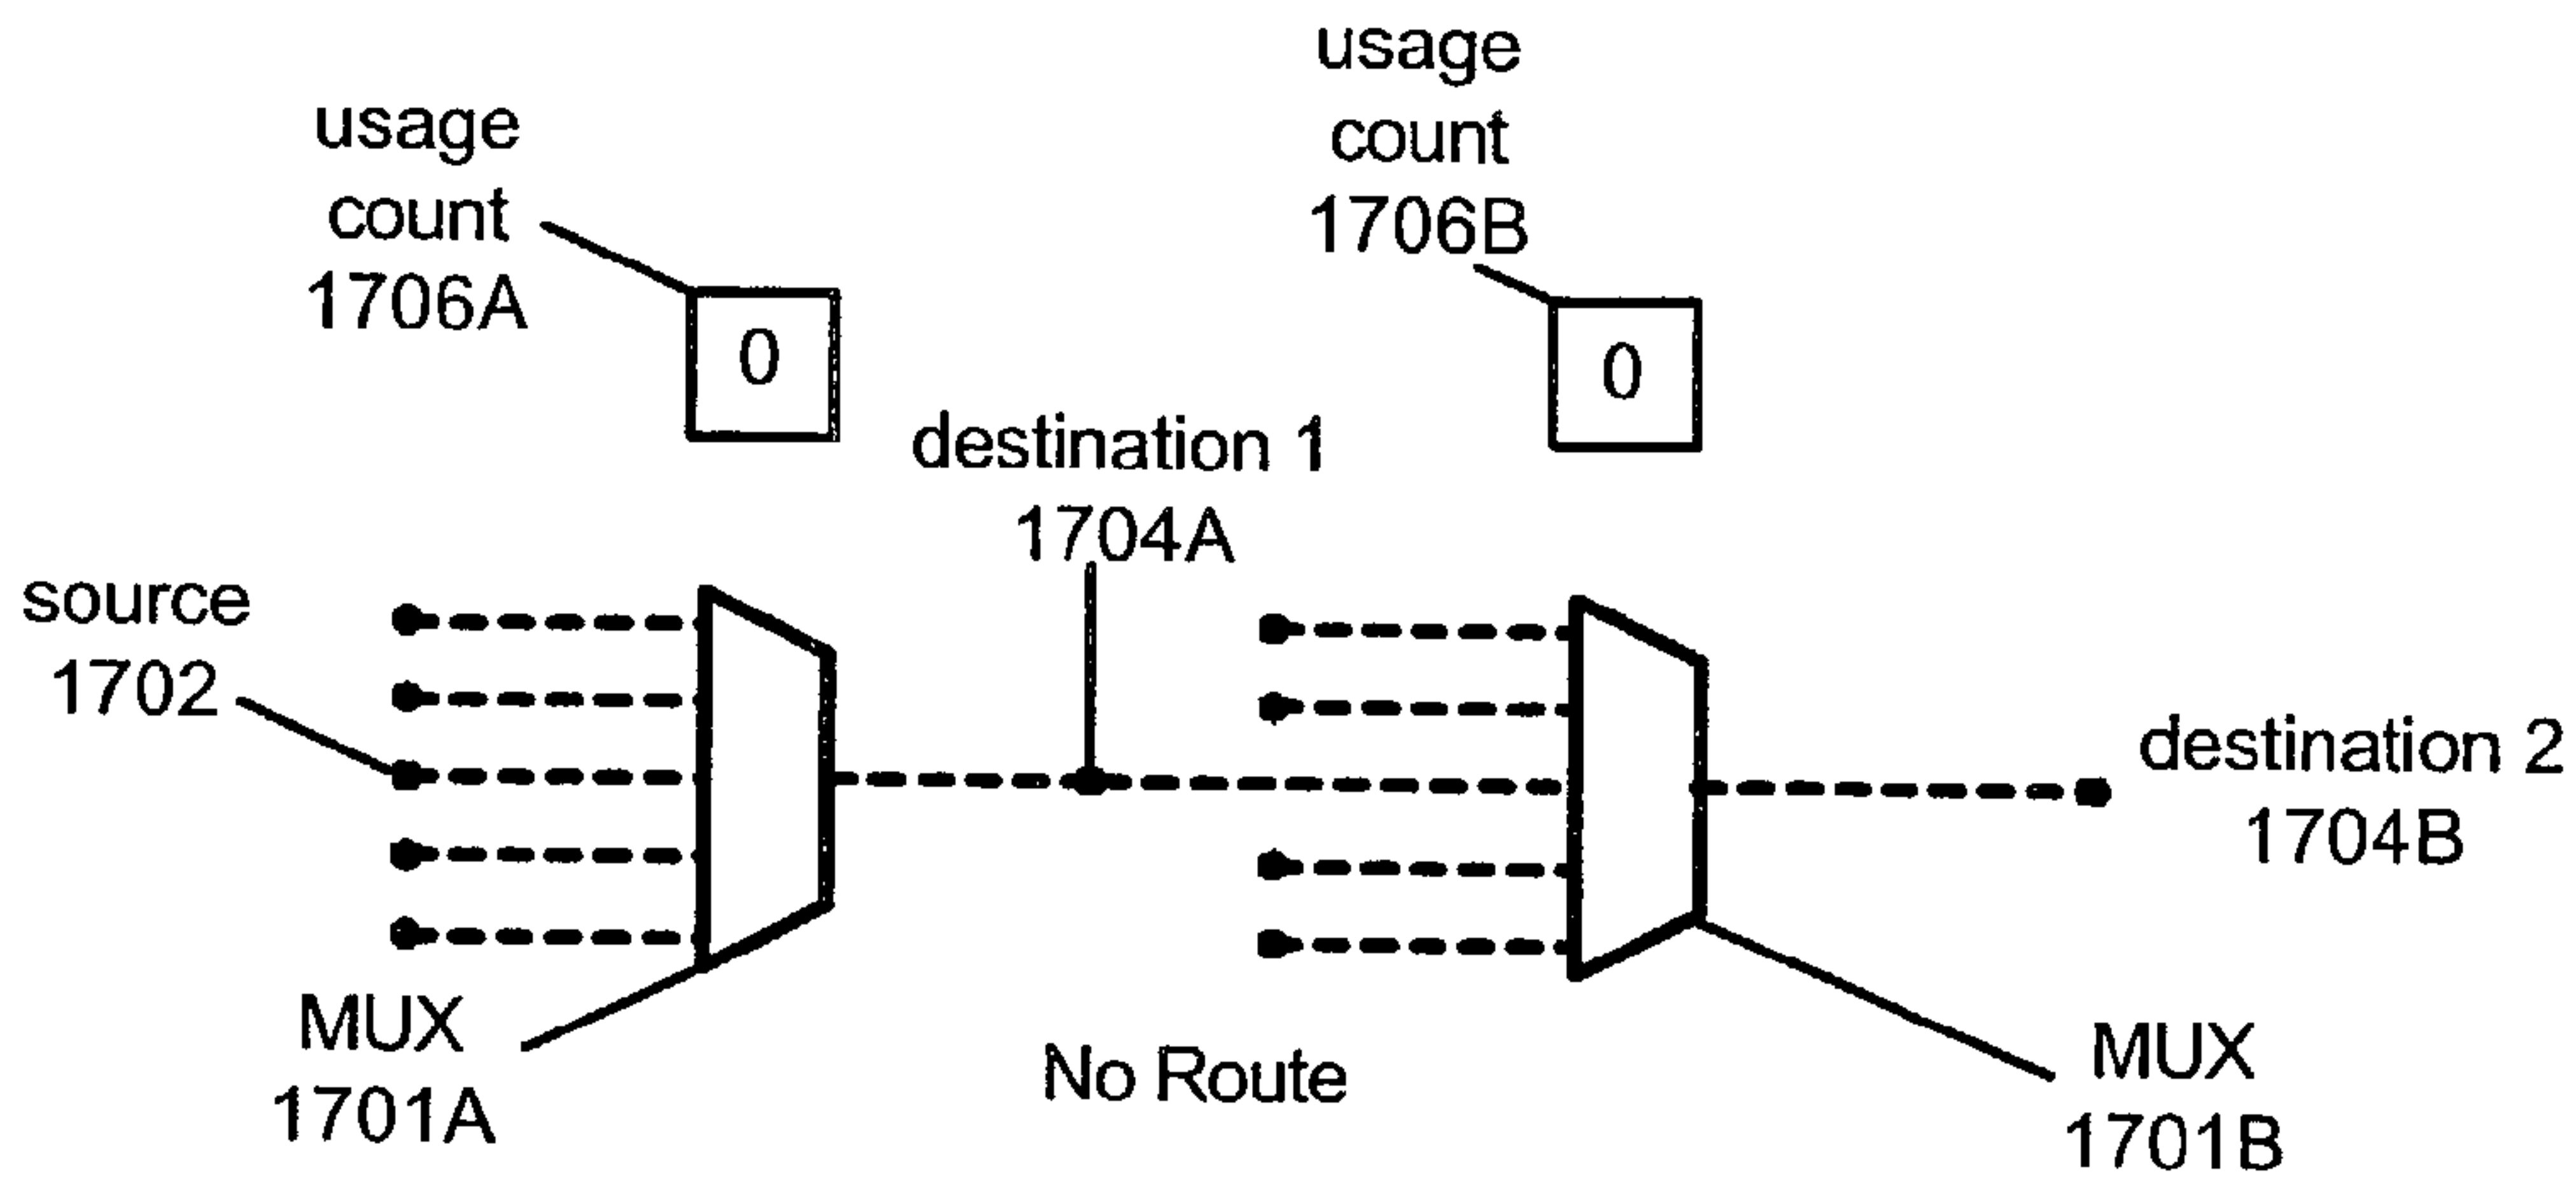 usage
count
1706A
0
usage
count
1706B
0
destination 1
1704A
source
1702
destination 2
1704B
MUX
1701A
No Route
MUX
1701B